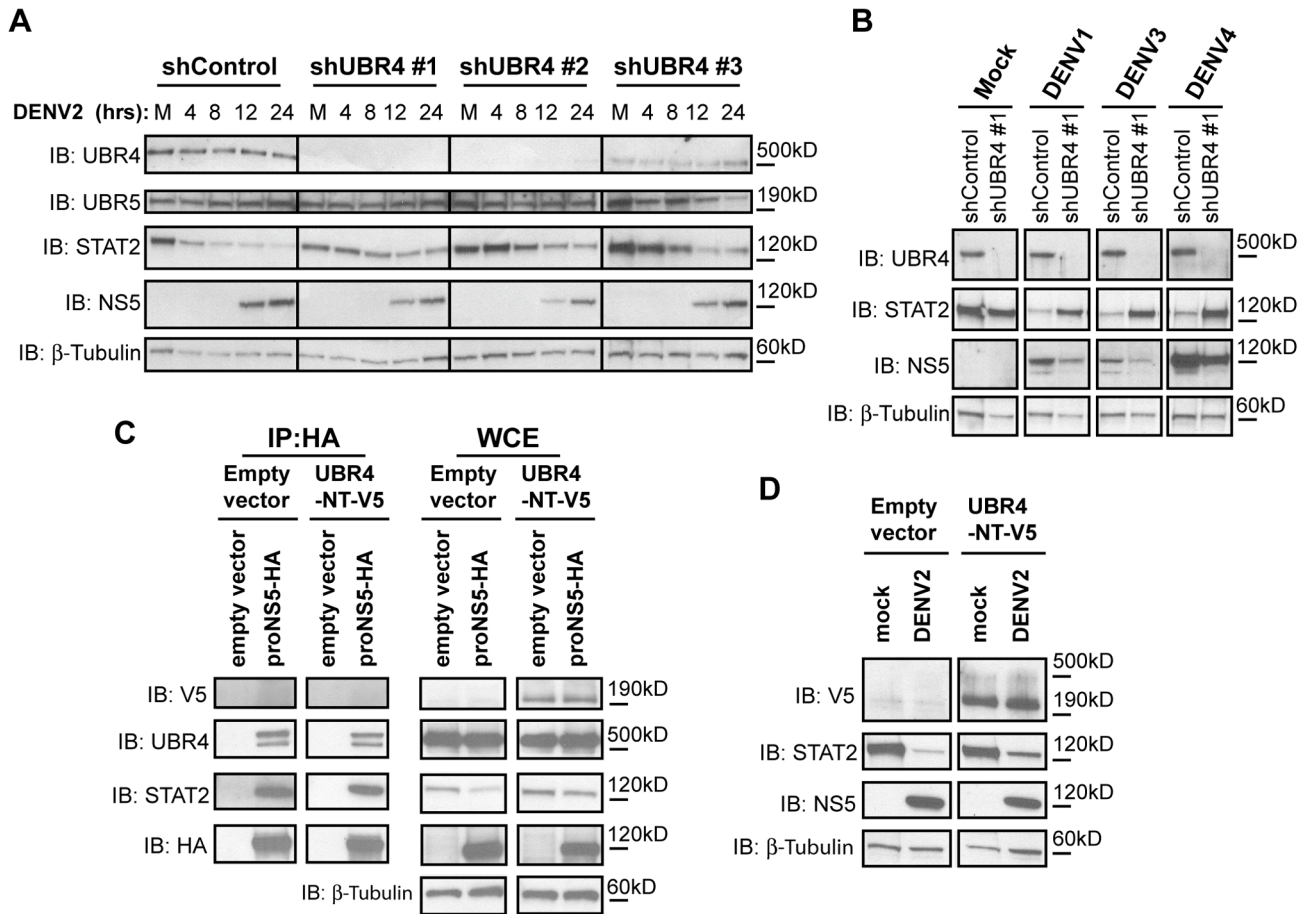 A
shControl shUBR4 #1 shUBR4 #2 shUBR4 #3
DENV2 (hrs): M 4 8 12 24 M 4 8 12 24 M 4 8 12 24 M 4 8 12 24
IB: UBR4 500kD
IB: UBR5 190kD
IB: STAT2 120kD
IB: NS5 120kD
IB: β-Tubulin 60kD
B
Mock DENV1 DENV3 DENV4
shControl shUBR4 #1 shControl shUBR4 #1 shControl shUBR4 #1 shControl shUBR4 #1
IB: UBR4 500kD
IB: STAT2 120kD
IB: NS5 120kD
IB: β-Tubulin 60kD
C
IP:HA WCE
Empty vector UBR4 -NT-V5 Empty vector UBR4 -NT-V5
empty vector proNS5-HA empty vector proNS5-HA empty vector proNS5-HA empty vector proNS5-HA
IB: V5 190kD
IB: UBR4 500kD
IB: STAT2 120kD
IB: HA 120kD
IB: β-Tubulin 60kD
D
Empty vector UBR4 -NT-V5
mock DENV2 mock DENV2
IB: V5 500kD
190kD
IB: STAT2 120kD
IB: NS5 120kD
IB: β-Tubulin 60kD